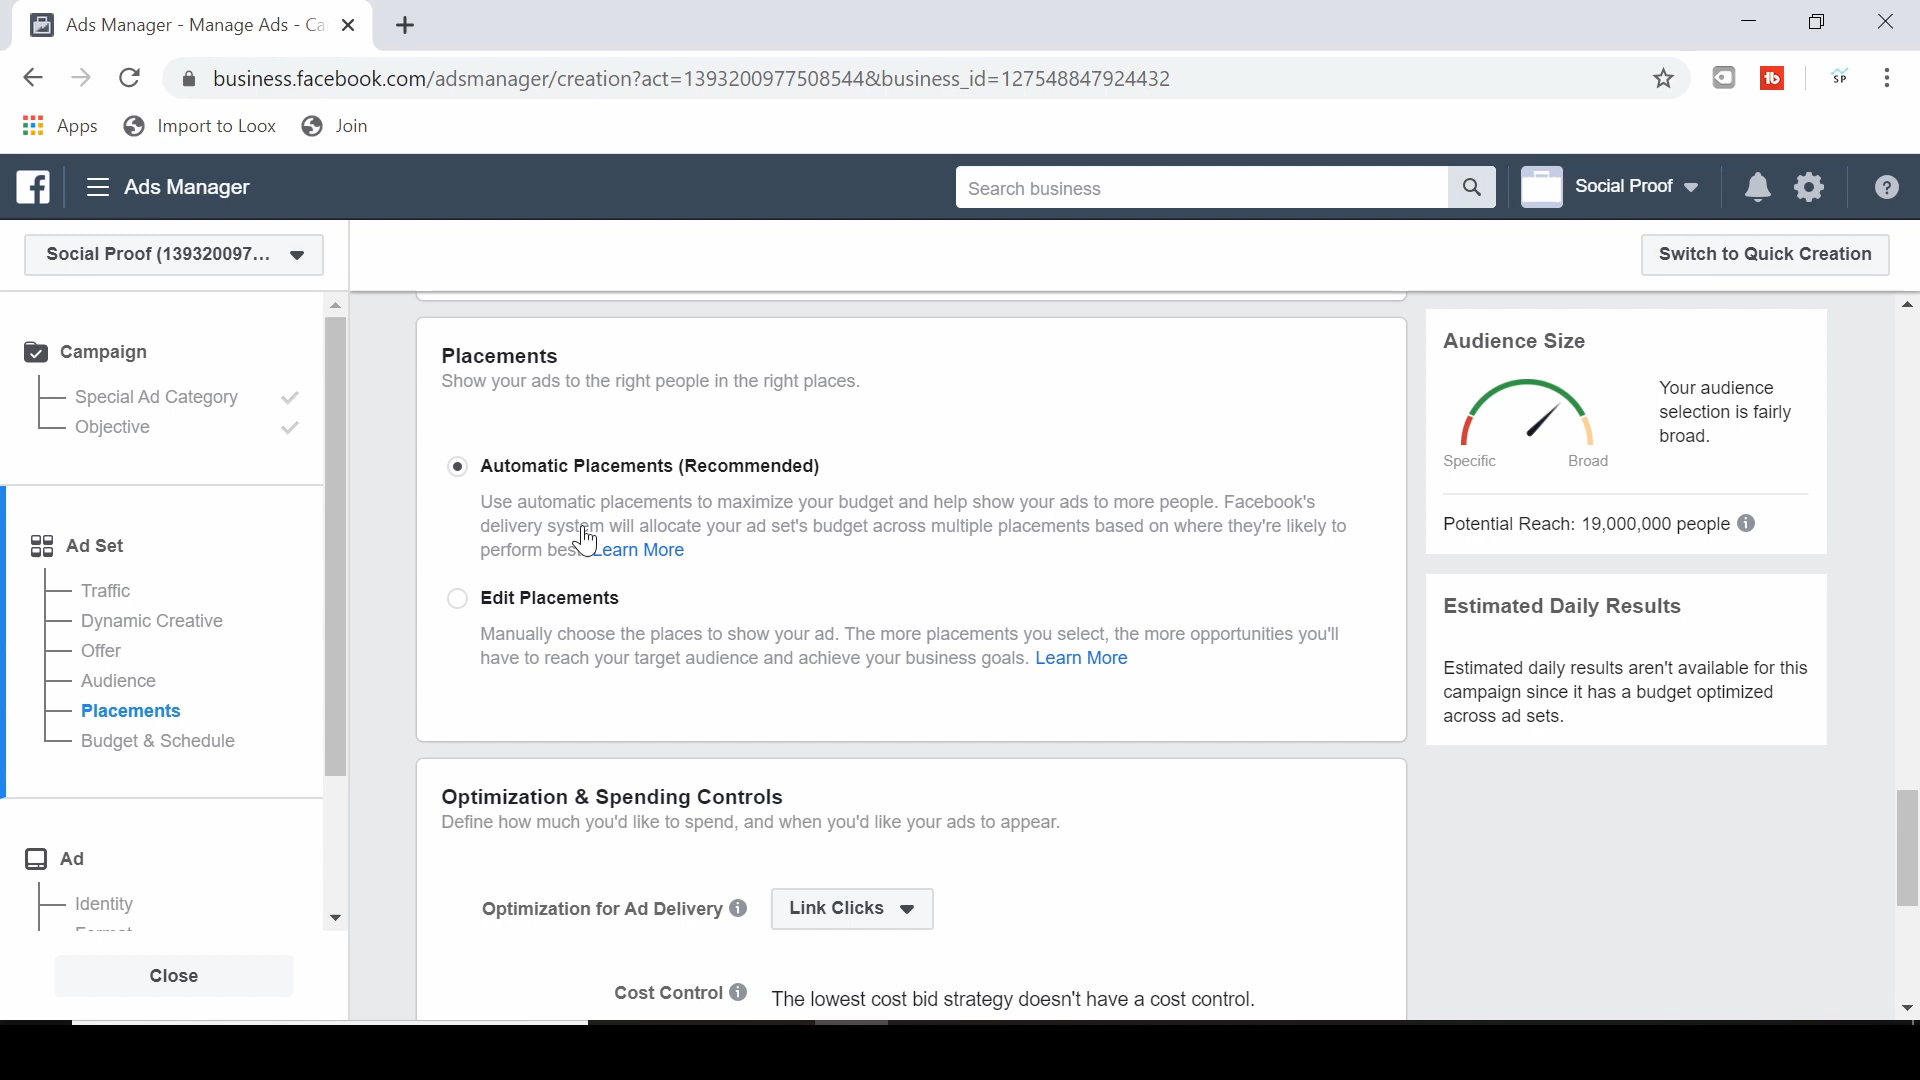 Ads Manager - Manage Ads - Ca
business.facebook.com/adsmanager/creation?act=139320097750854&business_id=127548847924432
Apps
Import to Loox
Join
SP
Ads Manager
Search business
Social Proof
Social Proof (139320097...
Switch to Quick Creation
Campaign
Special Ad Category
Objective
Ad Set
Traffic
Dynamic Creative
Offer
Audience
Placements
Budget & Schedule
Ad
Identity
Format
Close
Placements
Show your ads to the right people in the right places.
Automatic Placements (Recommended)
Use automatic placements to maximize your budget and help show your ads to more people. Facebook's
delivery system will allocate your ad set's budget across multiple placements based on where they're likely to
perform best. Learn More
Edit Placements
Manually choose the places to show your ad. The more placements you select, the more opportunities you'll
have to reach your target audience and achieve your business goals. Learn More
Optimization & Spending Controls
Define how much you'd like to spend, and when you'd like your ads to appear.
Optimization for Ad Delivery
Link Clicks
Cost Control
The lowest cost bid strategy doesn't have a cost control.
Audience Size
Your audience
selection is fairly
broad.
Specific
Broad
Potential Reach: 19,000,000 people
Estimated Daily Results
Estimated daily results aren't available for this
campaign since it has a budget optimized
across ad sets.